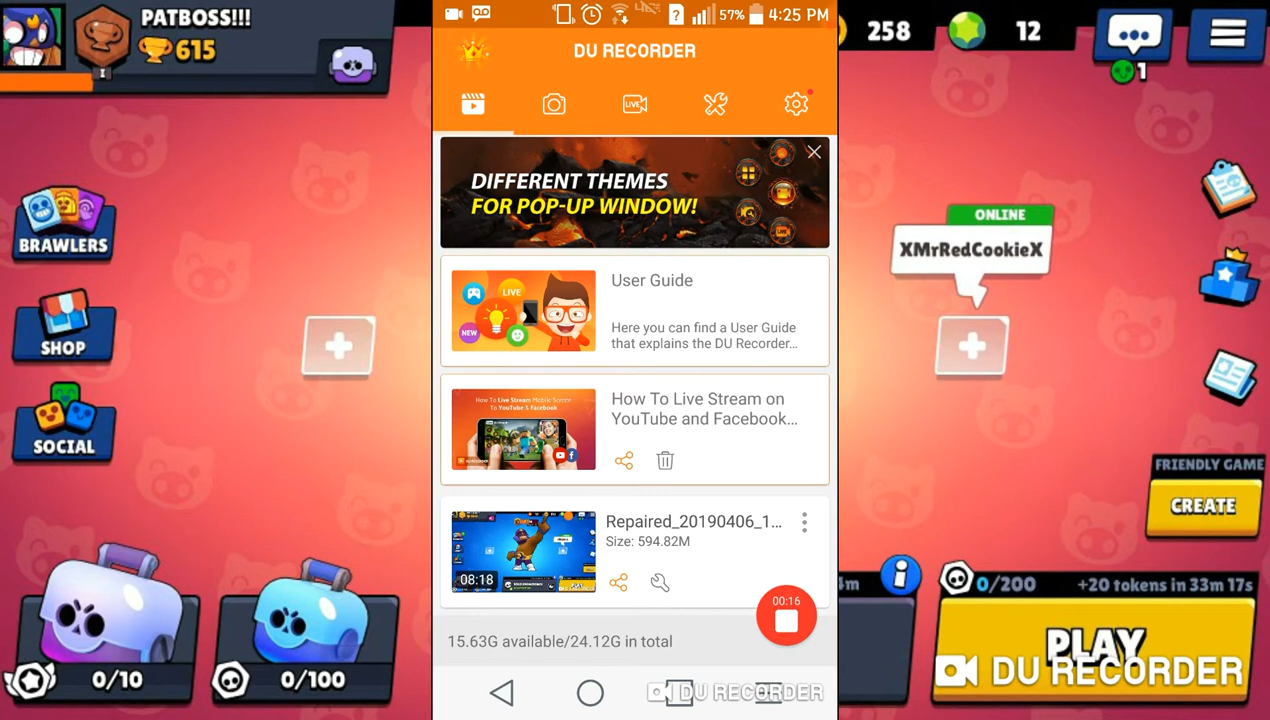 PATBOSS!!!
615
I
BRAWLERS
SHOP
SOCIAL
0/10
0/100
57% 4:25 PM
DU RECORDER
LIVE
DIFFERENT THEMES
FOR POP-UP WINDOW!
LIVE
NEW
User Guide
Here you can find a User Guide
that explains the DU Recorder...
How To Live Stream Mobile Screen
To YouTube & Facebook
How To Live Stream on
YouTube and Facebook...
Repaired_20190406_1...
Size: 594.82M
08:18
00:16
15.63G available/24.12G in total
DU RECORDER
258
12
1
ONLINE
XMrRedCookieX
FRIENDLY GAME
CREATE
4m
0/200
+20 tokens in 33m 17s
PLAY
DU RECORDER